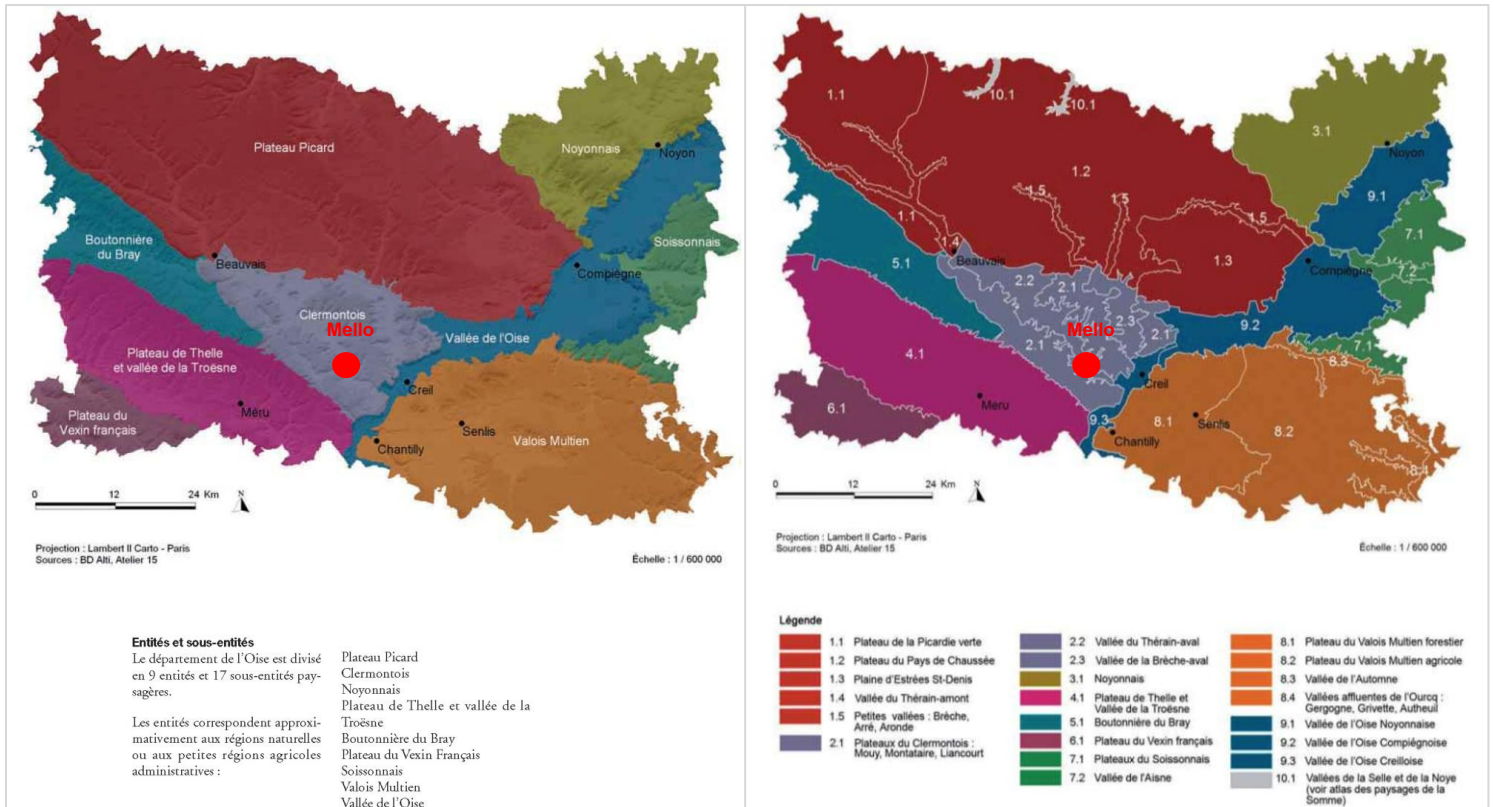 Plateau Picard
Noyonnais
Noyon
Boutonnière
du Bray
Beauvais
Soissonnais
Compiègne
Clermontois
Mello
Vallée de l'Oise
Plateau de Thelle
et vallée de la Troësne
Creil
Méru
Plateau du
Vexin français
Senlis
Chantilly
Valois Multien
0 12 24 Km N
Projection : Lambert II Carto - Paris
Sources : BD Alti, Atelier 15
Échelle : 1 / 600 000
Entités et sous-entités
Le département de l'Oise est divisé
en 9 entités et 17 sous-entités pay-
sagères.
Les entités correspondent approxi-
mativement aux régions naturelles
ou aux petites régions agricoles
administratives :
Plateau Picard
Clermontois
Noyonnais
Plateau de Thelle et vallée de la
Troësne
Boutonnière du Bray
Plateau du Vexin Français
Soissonnais
Valois Multien
Vallée de l'Oise
1.1
10.1
10.1
3.1
Noyon
1.2
1.5
1.5
1.5
9.1
1.1
1.4
Beauvais
7.1
5.1
1.3
Compiègne
7.2
2.2
2.1
2.3
Mello
2.1
2.1
9.2
7.1
4.1
8.3
Creil
Méru
6.1
9.3
8.1
Senlis
Chantilly
8.2
8.4
0 12 24 Km N
Projection : Lambert II Carto - Paris
Sources : BD Alti, Atelier 15
Échelle : 1 / 600 000
Légende
1.1 Plateau de la Picardie verte
1.2 Plateau du Pays de Chaussée
1.3 Plaine d'Estrées St-Denis
1.4 Vallée du Thérain-amont
1.5 Petites vallées : Brèche,
Arré, Aronde
2.1 Plateaux du Clermontois :
Mouy, Montataire, Liancourt
2.2 Vallée du Thérain-aval
2.3 Vallée de la Brèche-aval
3.1 Noyonnais
4.1 Plateau de Thelle et
Vallée de la Troësne
5.1 Boutonnière du Bray
6.1 Plateau du Vexin français
7.1 Plateaux du Soissonnais
7.2 Vallée de l'Aisne
8.1 Plateau du Valois Multien forestier
8.2 Plateau du Valois Multien agricole
8.3 Vallée de l'Automne
8.4 Vallées affluentes de l'Ourcq :
Gergogne, Grivette, Autheuil
9.1 Vallée de l'Oise Noyonnaise
9.2 Vallée de l'Oise Compiégnoise
9.3 Vallée de l'Oise Creilloise
10.1 Vallées de la Selle et de la Noye
(voir atlas des paysages de la
Somme)